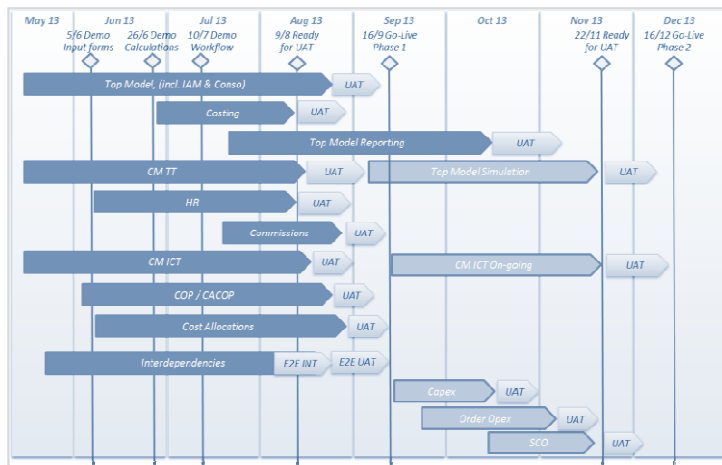 May 13 Jun 13 Jul 13 Aug 13 Sep 13 Oct 13 Nov 13 Dec 13
5/6 Demo 26/6 Demo 10/7 Demo 9/8 Ready 16/9 Go-Live 22/11 Ready 16/12 Go-Live
Input forms Calculations Workflow for UAT Phase 1 for UAT Phase 2
Top Model, (incl. IAM & Conso) UAT
Costing UAT
Top Model Reporting UAT
CM TT UAT Top Model Simulation UAT
HR UAT
Commissions UAT
CM ICT UAT CM ICT On-going UAT
COP / CACOP UAT
Cost Allocations UAT
Interdependencies E2E INT E2E UAT
Capex UAT
Order Opex UAT
SCO UAT